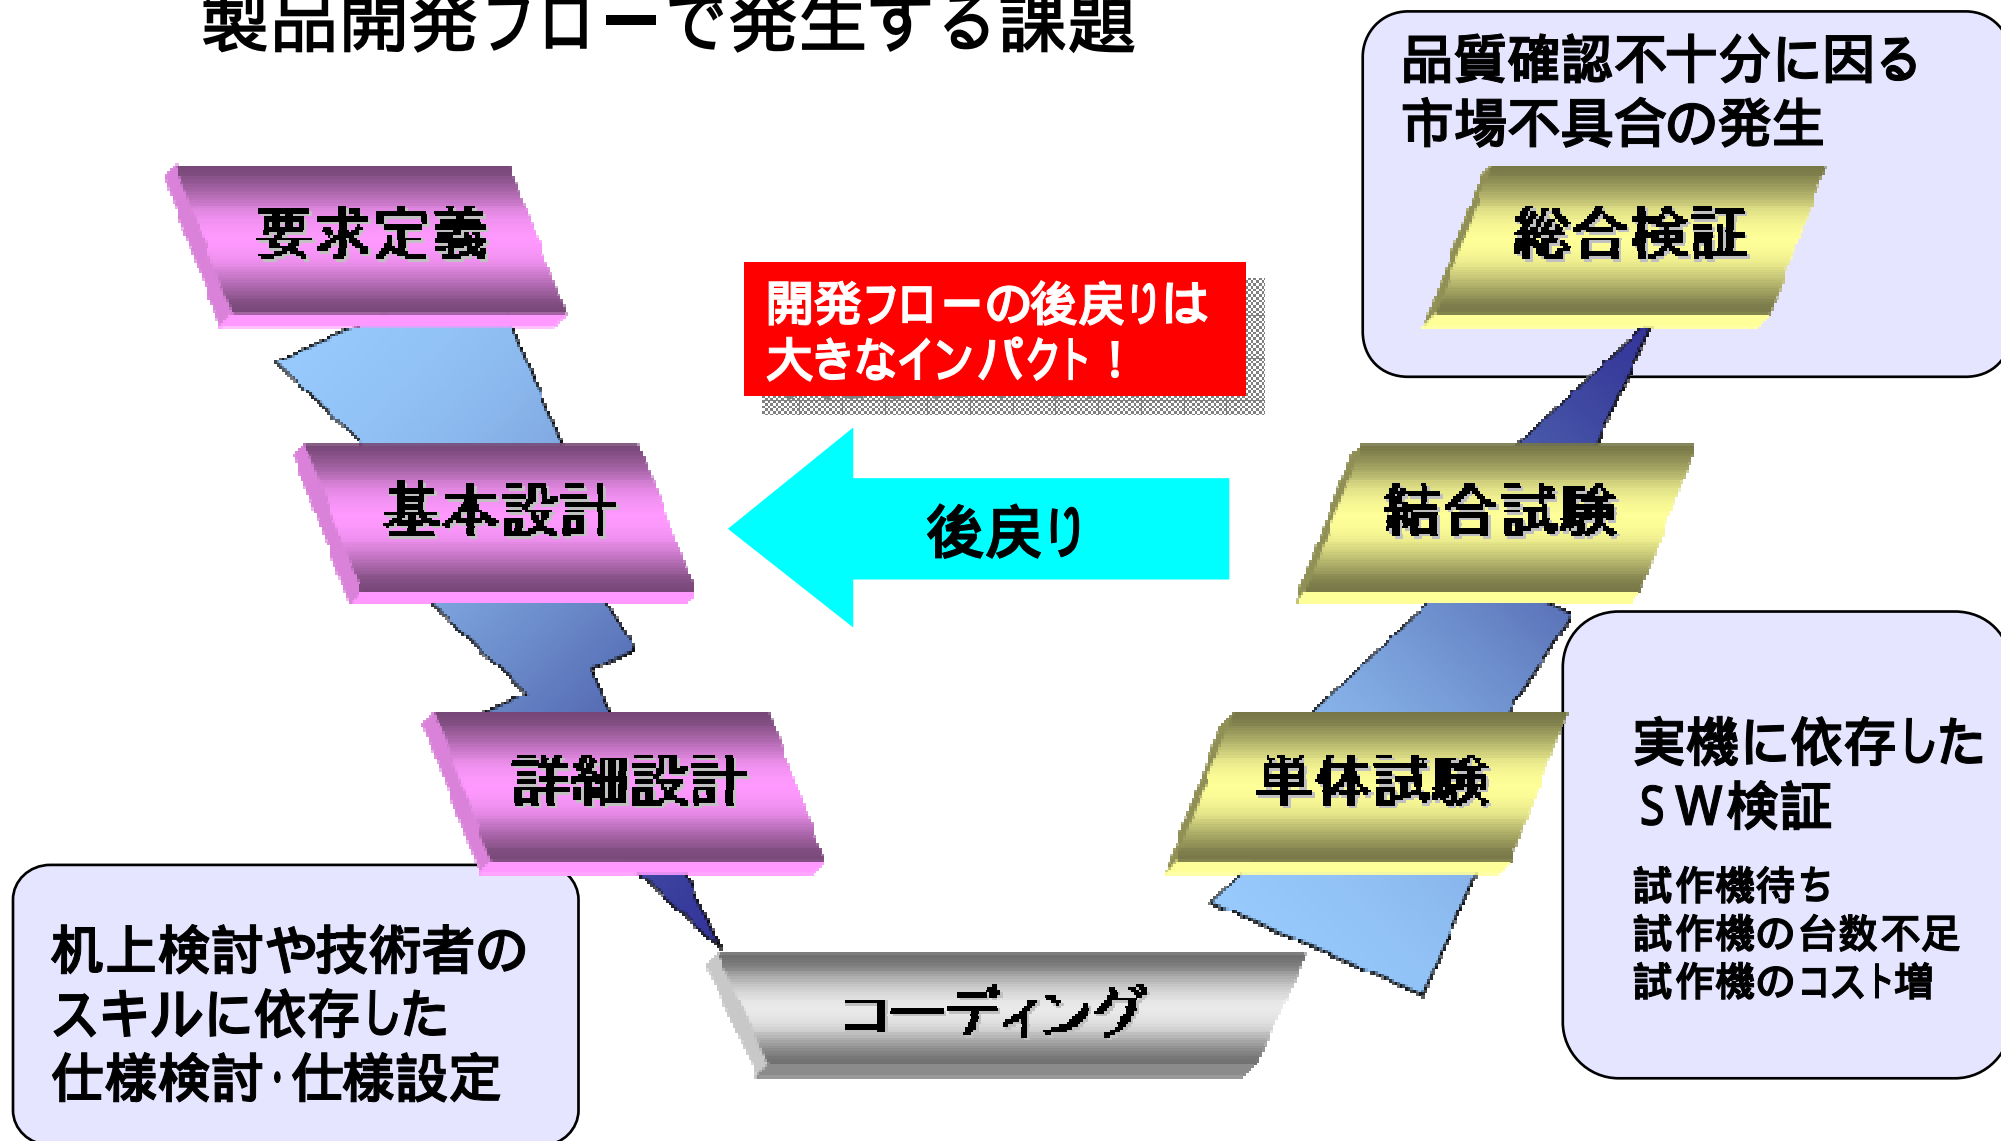 製品開発フローで発生する課題
品質確認不十分に因る
市場不具合の発生
要求定義
総合検証
開発フローの後戻りは
大きなインパクト！
基本設計
後戻り
結合試験
詳細設計
単体試験
実機に依存した
ＳＷ検証
試作機待ち
試作機の台数不足
試作機のコスト増
机上検討や技術者の
スキルに依存した
仕様検討・仕様設定
コーディング